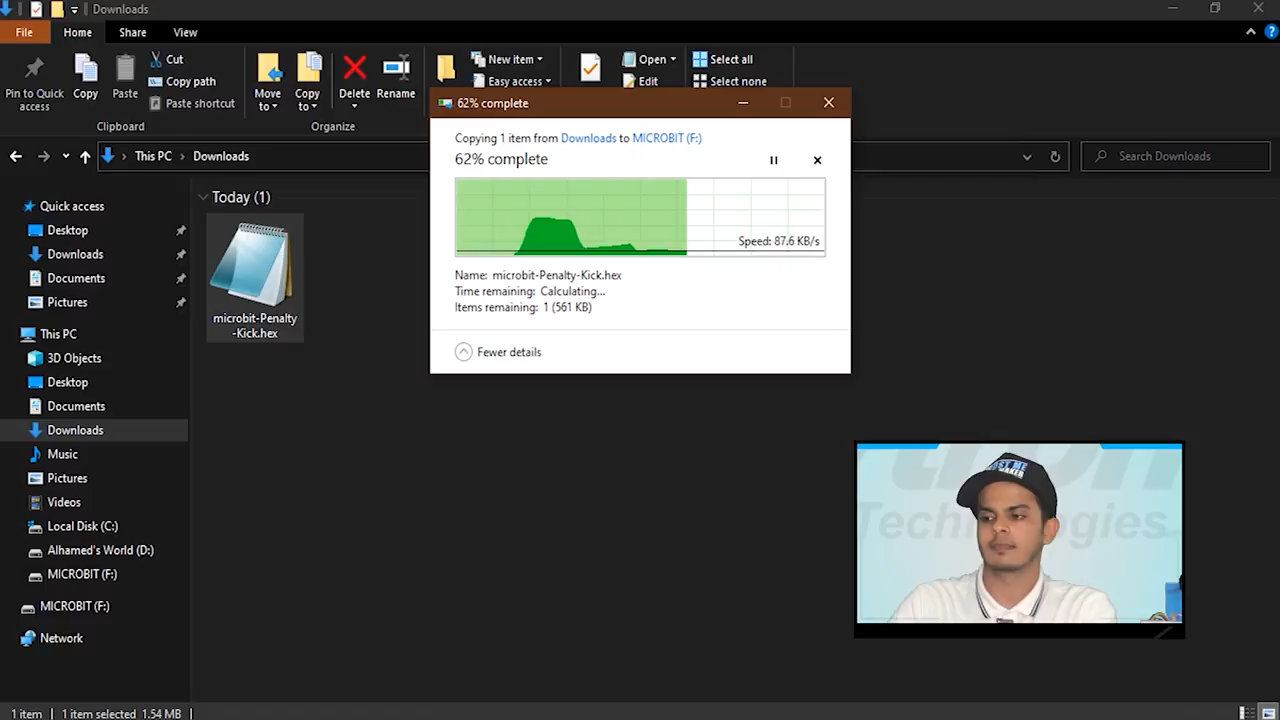 Downloads
File
Home
Share
View
Pin to Quick access
Copy
Paste
Cut
Copy path
Paste shortcut
Clipboard
Move to
Copy to
Delete
Rename
Organize
New item
Easy access
Open
Edit
Select all
Select none
This PC
Downloads
Search Downloads
Quick access
Desktop
Downloads
Documents
Pictures
This PC
3D Objects
Desktop
Documents
Downloads
Music
Pictures
Videos
Local Disk (C:)
Alhamed's World (D:)
MICROBIT (F:)
MICROBIT (F:)
Network
Today (1)
microbit-Penalty
-Kick.hex
62% complete
Copying 1 item from Downloads to MICROBIT (F:)
62% complete
Speed: 87.6 KB/s
Name: microbit-Penalty-Kick.hex
Time remaining: Calculating...
Items remaining: 1 (561 KB)
Fewer details
Technologies
1 item
1 item selected 1.54 MB